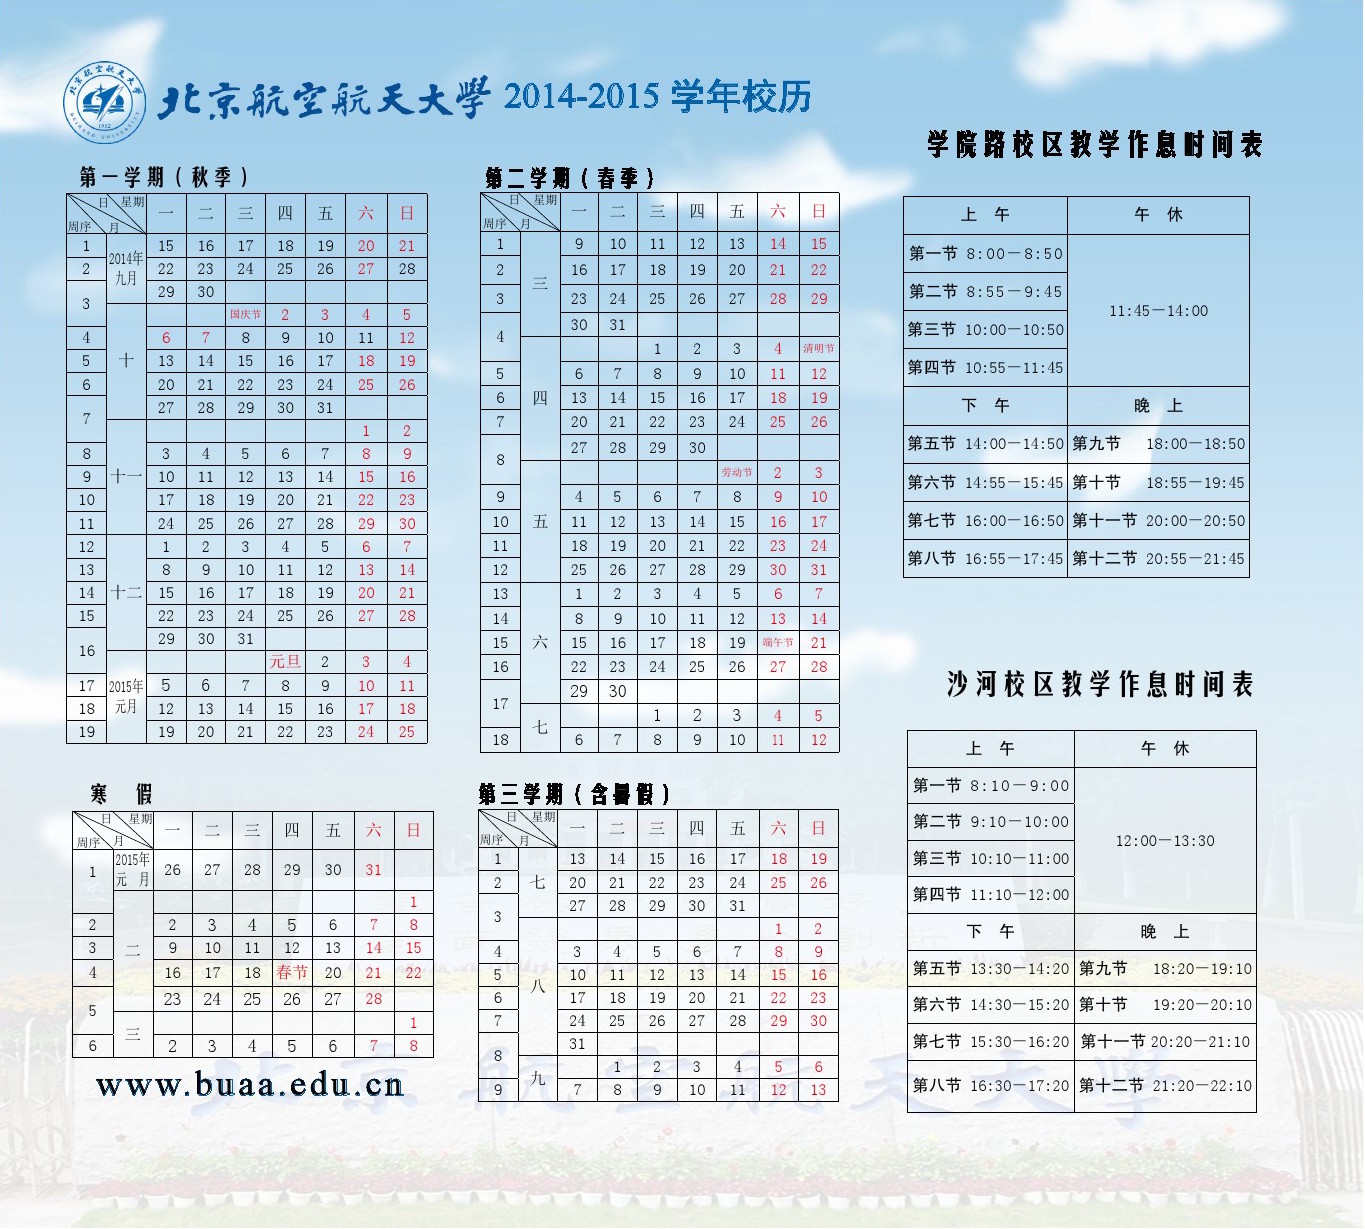 北京航空航天大學 2014-2015 学年校历
第一学期（秋季）
日 星期 周序 月 一 二 三 四 五 六 日
1 2014年九月 15 16 17 18 19 20 21
2 22 23 24 25 26 27 28
3 29 30
十 国庆节 2 3 4 5
4 6 7 8 9 10 11 12
5 13 14 15 16 17 18 19
6 20 21 22 23 24 25 26
7 27 28 29 30 31
十一 1 2
8 3 4 5 6 7 8 9
9 10 11 12 13 14 15 16
10 17 18 19 20 21 22 23
11 24 25 26 27 28 29 30
12 十二 1 2 3 4 5 6 7
13 8 9 10 11 12 13 14
14 15 16 17 18 19 20 21
15 22 23 24 25 26 27 28
16 29 30 31
2015年元月 元旦 2 3 4
17 5 6 7 8 9 10 11
18 12 13 14 15 16 17 18
19 19 20 21 22 23 24 25
寒 假
日 星期 周序 月 一 二 三 四 五 六 日
1 2015年元 月 26 27 28 29 30 31
二 1
2 2 3 4 5 6 7 8
3 9 10 11 12 13 14 15
4 16 17 18 春节 20 21 22
5 23 24 25 26 27 28
三 1
6 2 3 4 5 6 7 8
www.buaa.edu.cn
第二学期（春季）
日 星期 周序 月 一 二 三 四 五 六 日
1 三 9 10 11 12 13 14 15
2 16 17 18 19 20 21 22
3 23 24 25 26 27 28 29
4 30 31
四 1 2 3 4 清明节
5 6 7 8 9 10 11 12
6 13 14 15 16 17 18 19
7 20 21 22 23 24 25 26
8 27 28 29 30
五 劳动节 2 3
9 4 5 6 7 8 9 10
10 11 12 13 14 15 16 17
11 18 19 20 21 22 23 24
12 25 26 27 28 29 30 31
13 六 1 2 3 4 5 6 7
14 8 9 10 11 12 13 14
15 15 16 17 18 19 端午节 21
16 22 23 24 25 26 27 28
17 29 30
七 1 2 3 4 5
18 6 7 8 9 10 11 12
第三学期（含暑假）
日 星期 周序 月 一 二 三 四 五 六 日
1 七 13 14 15 16 17 18 19
2 20 21 22 23 24 25 26
3 27 28 29 30 31
八 1 2
4 3 4 5 6 7 8 9
5 10 11 12 13 14 15 16
6 17 18 19 20 21 22 23
7 24 25 26 27 28 29 30
8 31
九 1 2 3 4 5 6
9 7 8 9 10 11 12 13
学院路校区教学作息时间表
上 午 午 休
第一节 8:00－8:50
第二节 8:55－9:45
11:45－14:00
第三节 10:00－10:50
第四节 10:55－11:45
下 午 晚 上
第五节 14:00－14:50 第九节 18:00－18:50
第六节 14:55－15:45 第十节 18:55－19:45
第七节 16:00－16:50 第十一节 20:00－20:50
第八节 16:55－17:45 第十二节 20:55－21:45
沙河校区教学作息时间表
上 午 午 休
第一节 8:10－9:00
第二节 9:10－10:00
12:00－13:30
第三节 10:10－11:00
第四节 11:10－12:00
下 午 晚 上
第五节 13:30－14:20 第九节 18:20－19:10
第六节 14:30－15:20 第十节 19:20－20:10
第七节 15:30－16:20 第十一节 20:20－21:10
第八节 16:30－17:20 第十二节 21:20－22:10
北京航空航天大學